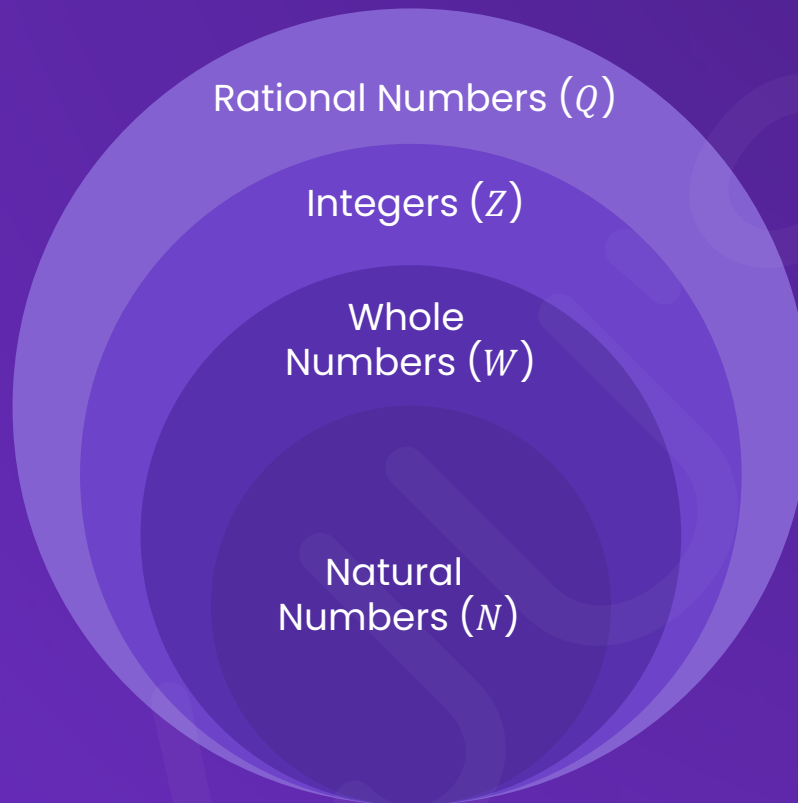 Rational Numbers (Q)
Integers (Z)
Whole
Numbers (W)
Natural
Numbers (N)